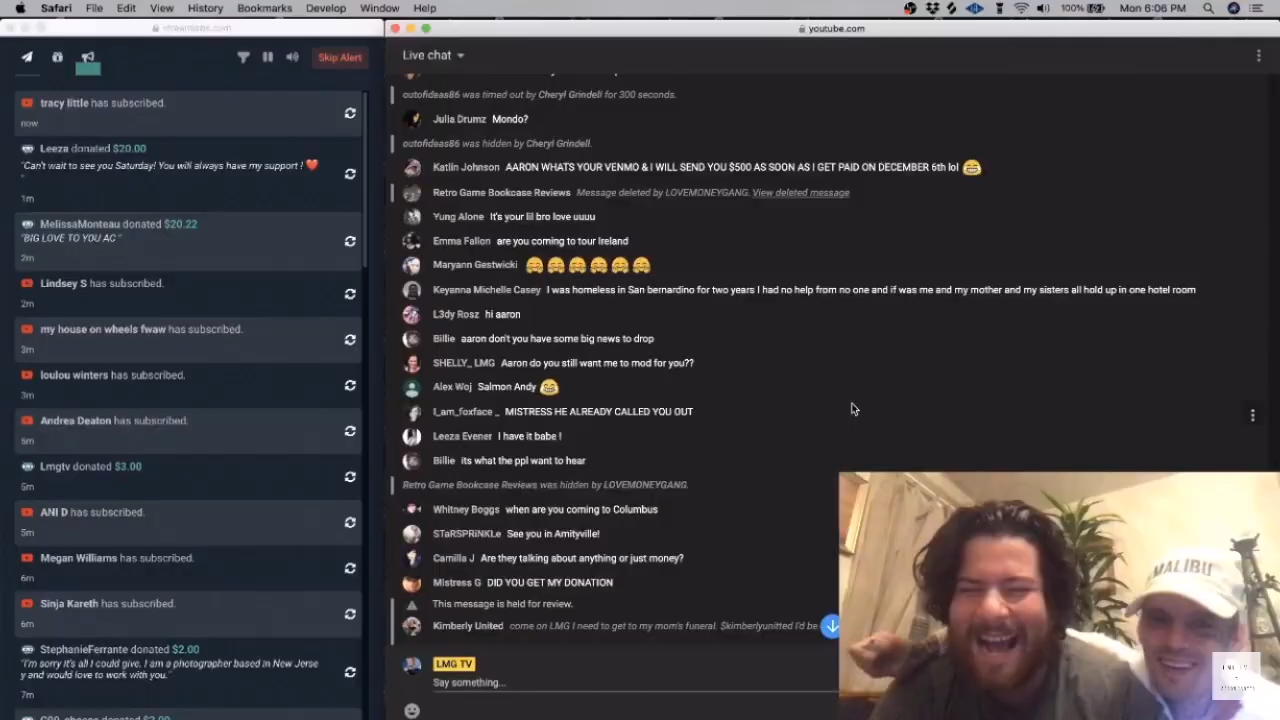 Safari File Edit View History Bookmarks Develop Window Help 100% Mon 6:06 PM
youtube.com
Skip Alert
tracy little has subscribed.
now
Leeza donated $20.00
"Can't wait to see you Saturday! You will always have my support ! ❤️
"
1m
MelissaMonteau donated $20.22
"BIG LOVE TO YOU AC "
2m
Lindsey S has subscribed.
2m
my house on wheels fwaw has subscribed.
3m
loulou winters has subscribed.
3m
Andrea Deaton has subscribed.
5m
Lmgtv donated $3.00
5m
ANI D has subscribed.
5m
Megan Williams has subscribed.
6m
Sinja Kareth has subscribed.
6m
StephanieFerrante donated $2.00
"I'm sorry it's all I could give. I am a photographer based in New Jerse
y and would love to work with you."
7m
Live chat
outofideas86 was timed out by Cheryl Grindell for 300 seconds.
Julia Drumz Mondo?
outofideas86 was hidden by Cheryl Grindell.
Katlin Johnson AARON WHATS YOUR VENMO & I WILL SEND YOU $500 AS SOON AS I GET PAID ON DECEMBER 6th lol 😂
Retro Game Bookcase Reviews Message deleted by LOVEMONEYGANG. View deleted message
Yung Alone It's your lil bro love uuuu
Emma Fallon are you coming to tour Ireland
Maryann Gestwicki 🤗🤗🤗🤗🤗🤗
Keyanna Michelle Casey I was homeless in San bernardino for two years I had no help from no one and if was me and my mother and my sisters all hold up in one hotel room
L3dy Rosz hi aaron
Billie aaron don't you have some big news to drop
SHELLY_ LMG Aaron do you still want me to mod for you??
Alex Woj Salmon Andy 😂
I_am_foxface _ MISTRESS HE ALREADY CALLED YOU OUT
Leeza Evener I have it babe !
Billie its what the ppl want to hear
Retro Game Bookcase Reviews was hidden by LOVEMONEYGANG.
Whitney Boggs when are you coming to Columbus
STaRSPRiNKLe See you in Amityville!
Camilla J Are they talking about anything or just money?
Mistress G DID YOU GET MY DONATION
This message is held for review.
Kimberly United come on LMG I need to get to my mom's funeral. $kimberlyunitted I'd be
LMG TV
Say something...
MALIBU